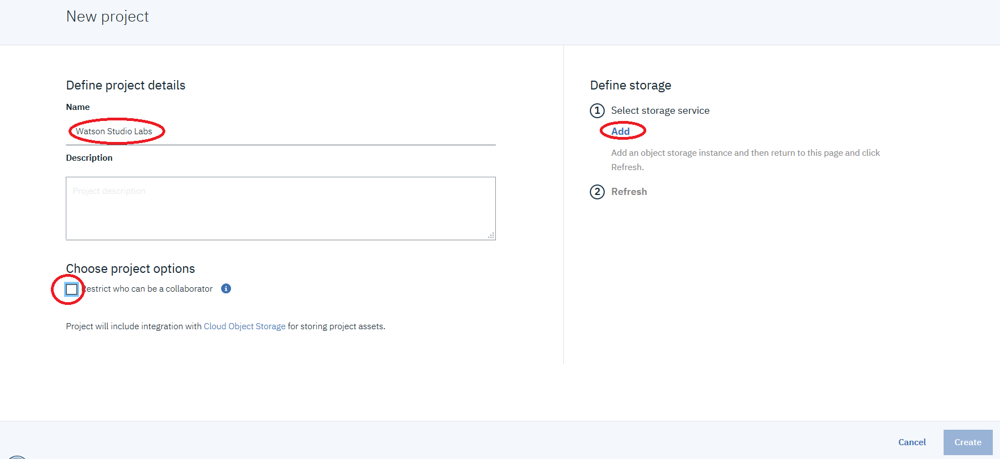 New project
Define project details
Name
Watson Studio Labs
Description
Project description
Choose project options
Restrict who can be a collaborator
Project will include integration with Cloud Object Storage for storing project assets.
Define storage
1 Select storage service
Add
Add an object storage instance and then return to this page and click
Refresh.
2 Refresh
Cancel
Create